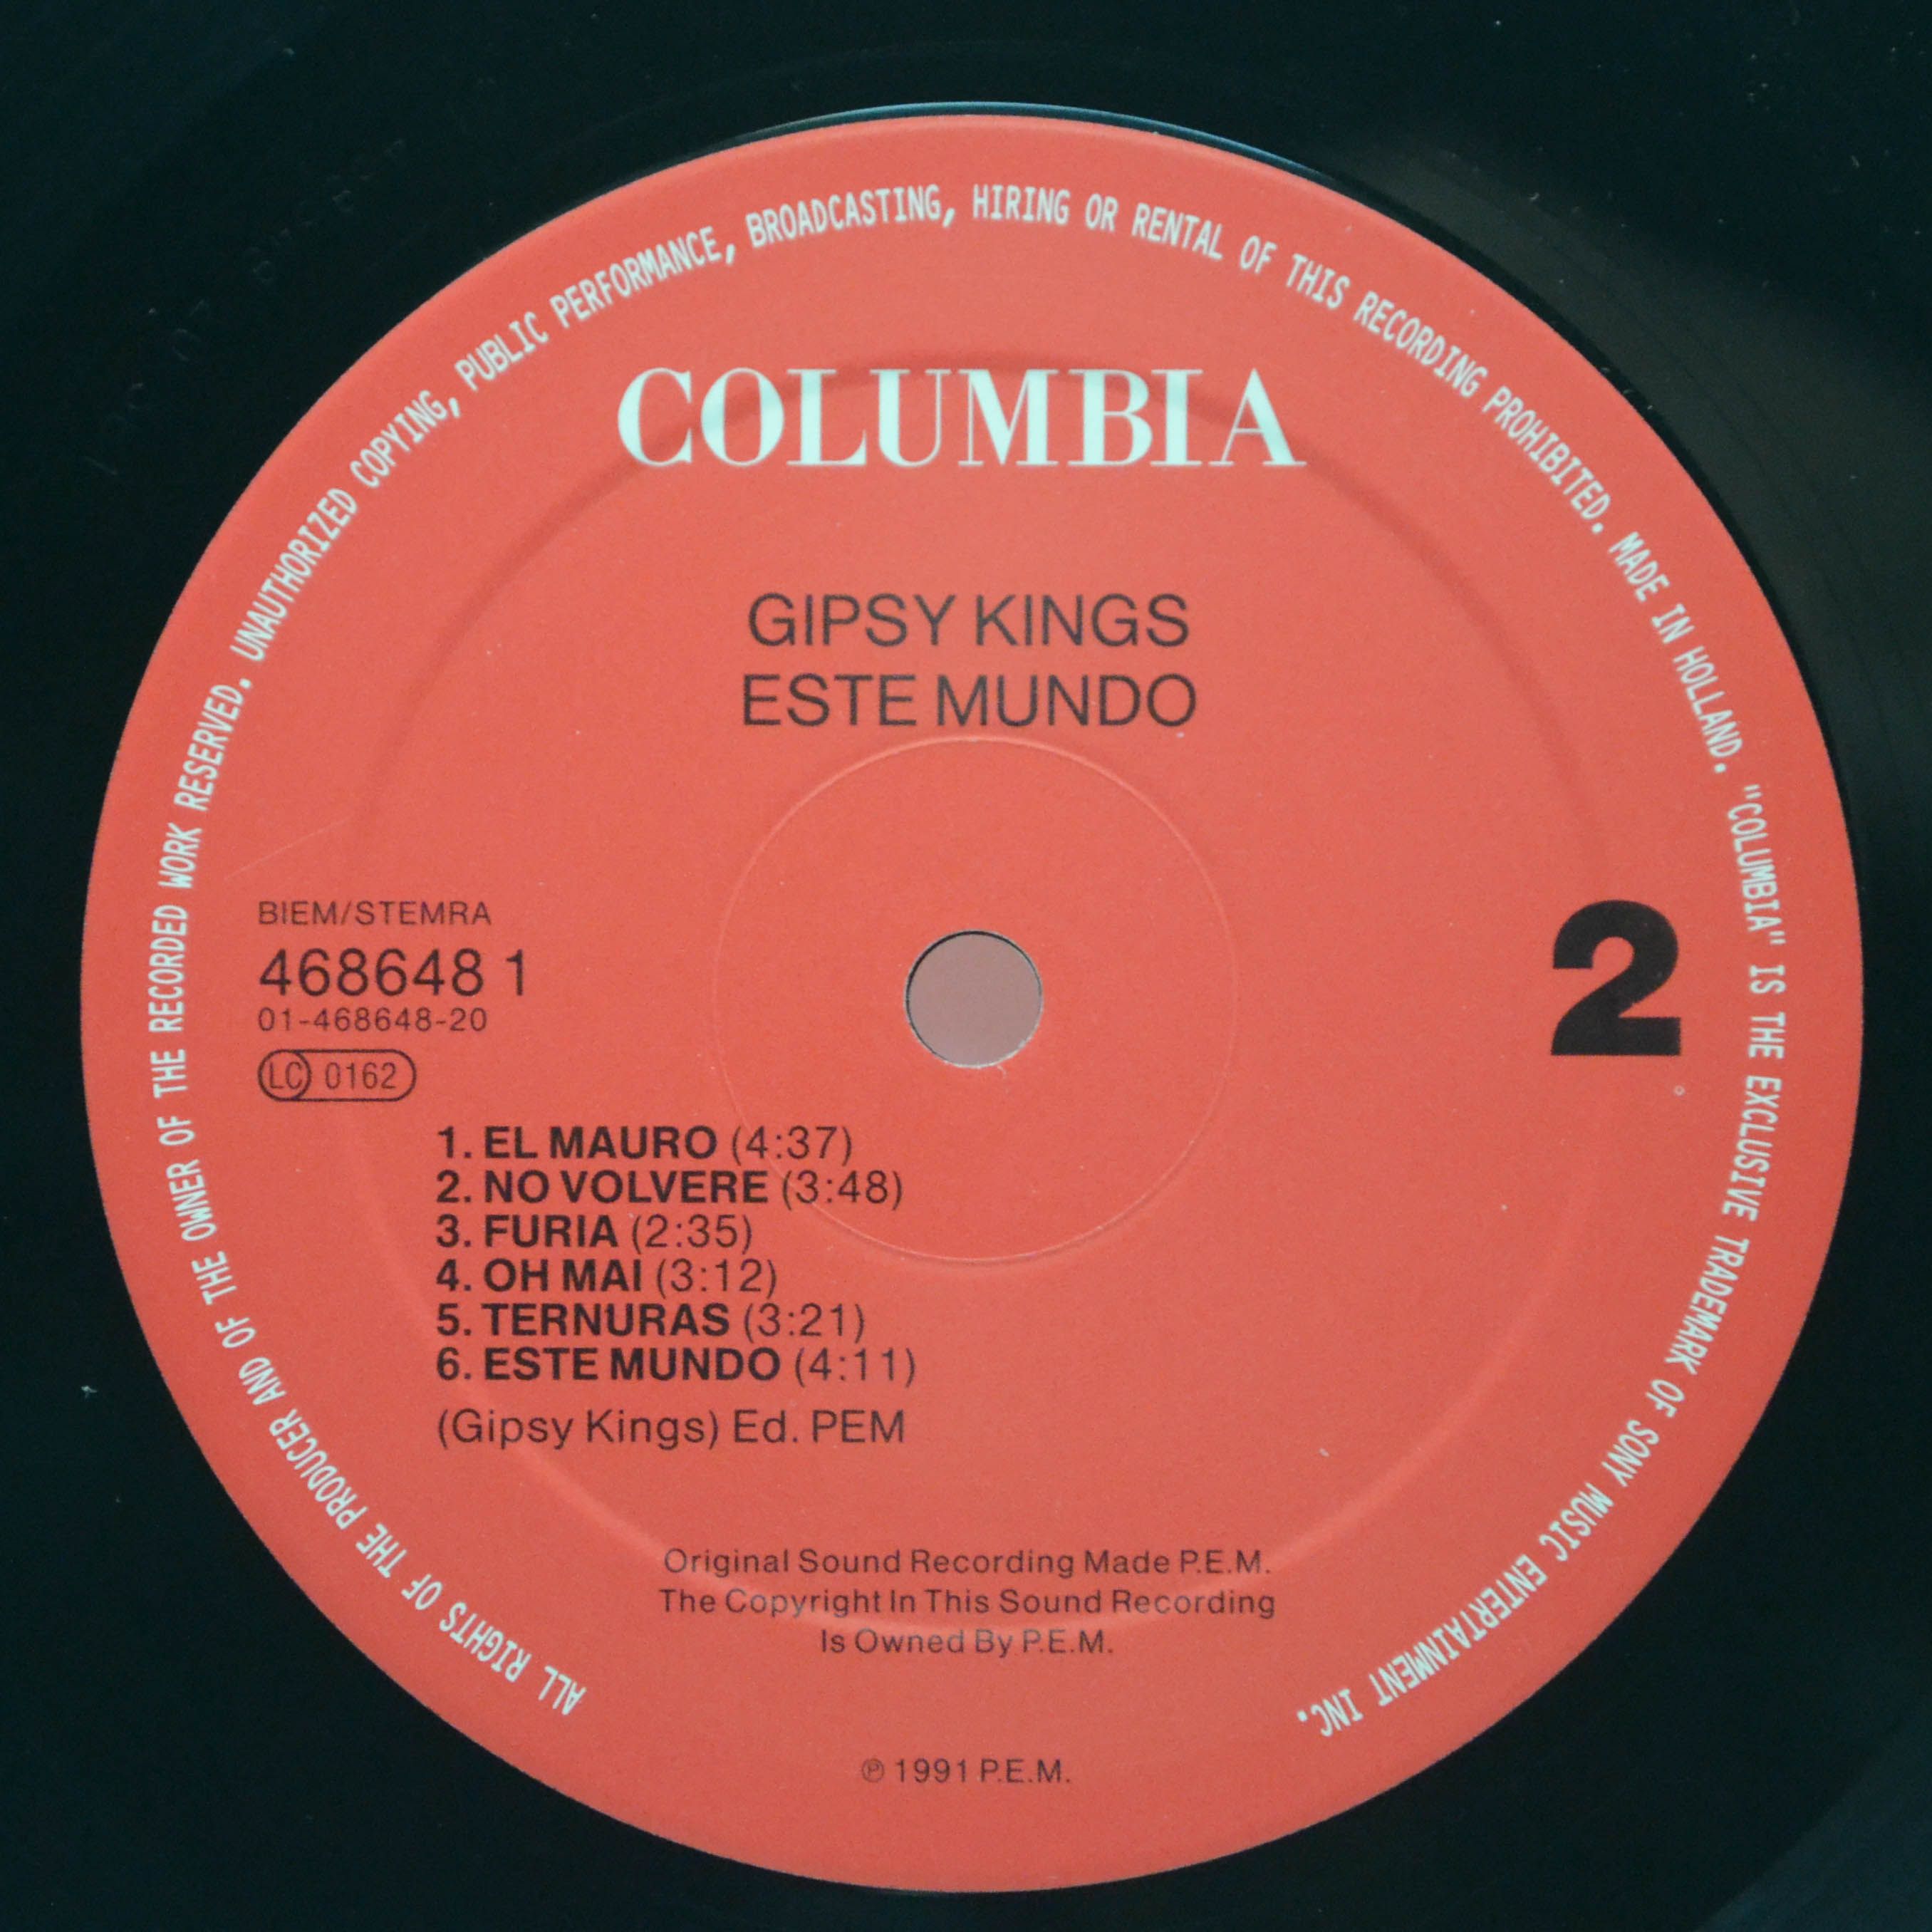 ALL RIGHTS OF THE PRODUCER AND OF THE OWNER OF THE RECORDED WORK RESERVED. UNAUTHORIZED COPYING, PUBLIC PERFORMANCE, BROADCASTING, HIRING OR RENTAL OF THIS RECORDING PROHIBITED. MADE IN HOLLAND. "COLUMBIA" IS THE EXCLUSIVE TRADEMARK OF SONY MUSIC ENTERTAINMENT INC.
COLUMBIA
GIPSY KINGS
ESTE MUNDO
BIEM/STEMRA
468648 1
01-468648-20
LC 0162
2
1. EL MAURO (4:37)
2. NO VOLVERE (3:48)
3. FURIA (2:35)
4. OH MAI (3:12)
5. TERNURAS (3:21)
6. ESTE MUNDO (4:11)
(Gipsy Kings) Ed. PEM
Original Sound Recording Made P.E.M.
The Copyright In This Sound Recording
Is Owned By P.E.M.
℗ 1991 P.E.M.